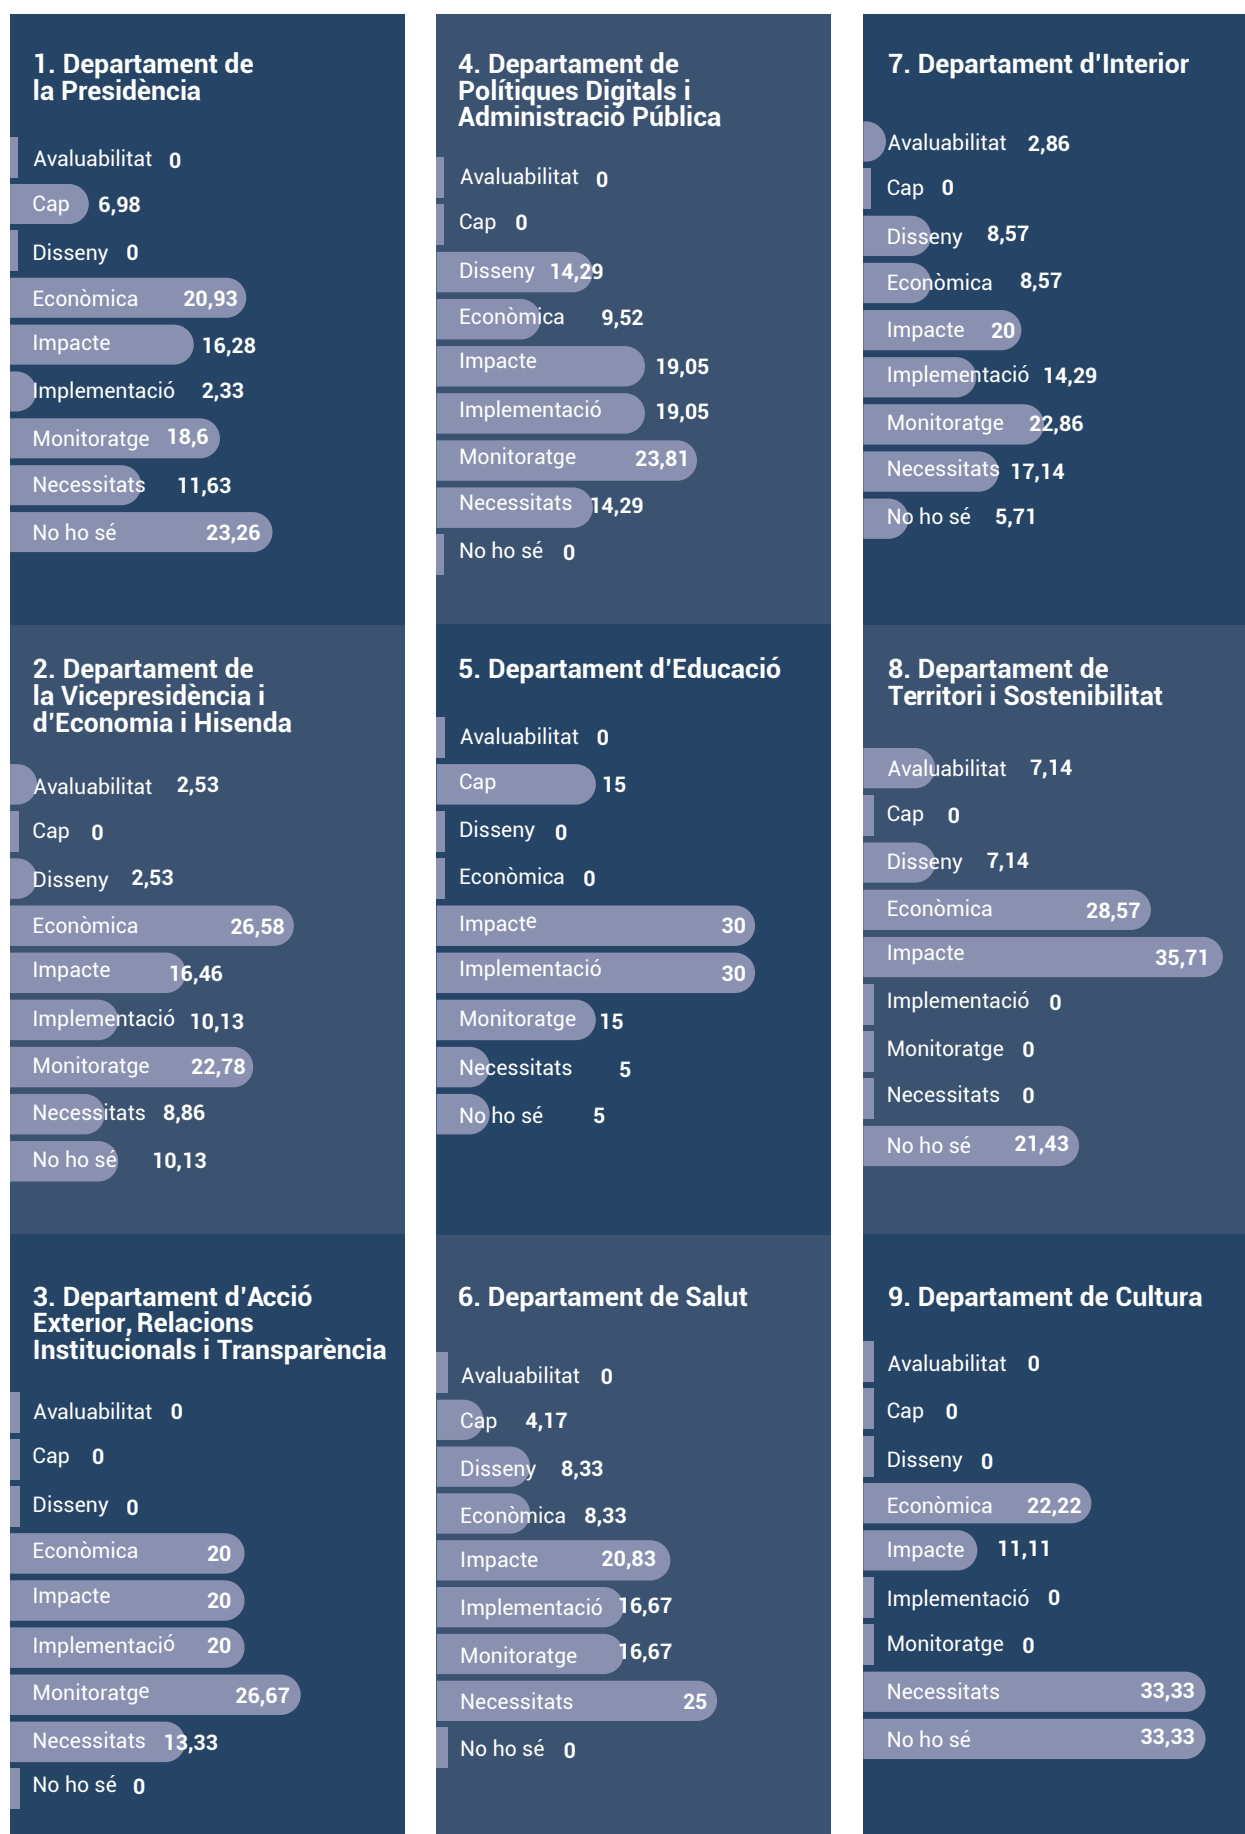 1. Departament de
la Presidència
Avaluabilitat 0
Cap 6,98
Disseny 0
Econòmica 20,93
Impacte 16,28
Implementació 2,33
Monitoratge 18,6
Necessitats 11,63
No ho sé 23,26
2. Departament de
la Vicepresidència i
d'Economia i Hisenda
Avaluabilitat 2,53
Cap 0
Disseny 2,53
Econòmica 26,58
Impacte 16,46
Implementació 10,13
Monitoratge 22,78
Necessitats 8,86
No ho sé 10,13
3. Departament d'Acció
Exterior, Relacions
Institucionals i Transparència
Avaluabilitat 0
Cap 0
Disseny 0
Econòmica 20
Impacte 20
Implementació 20
Monitoratge 26,67
Necessitats 13,33
No ho sé 0
4. Departament de
Polítiques Digitals i
Administració Pública
Avaluabilitat 0
Cap 0
Disseny 14,29
Econòmica 9,52
Impacte 19,05
Implementació 19,05
Monitoratge 23,81
Necessitats 14,29
No ho sé 0
5. Departament d'Educació
Avaluabilitat 0
Cap 15
Disseny 0
Econòmica 0
Impacte 30
Implementació 30
Monitoratge 15
Necessitats 5
No ho sé 5
6. Departament de Salut
Avaluabilitat 0
Cap 4,17
Disseny 8,33
Econòmica 8,33
Impacte 20,83
Implementació 16,67
Monitoratge 16,67
Necessitats 25
No ho sé 0
7. Departament d'Interior
Avaluabilitat 2,86
Cap 0
Disseny 8,57
Econòmica 8,57
Impacte 20
Implementació 14,29
Monitoratge 22,86
Necessitats 17,14
No ho sé 5,71
8. Departament de
Territori i Sostenibilitat
Avaluabilitat 7,14
Cap 0
Disseny 7,14
Econòmica 28,57
Impacte 35,71
Implementació 0
Monitoratge 0
Necessitats 0
No ho sé 21,43
9. Departament de Cultura
Avaluabilitat 0
Cap 0
Disseny 0
Econòmica 22,22
Impacte 11,11
Implementació 0
Monitoratge 0
Necessitats 33,33
No ho sé 33,33